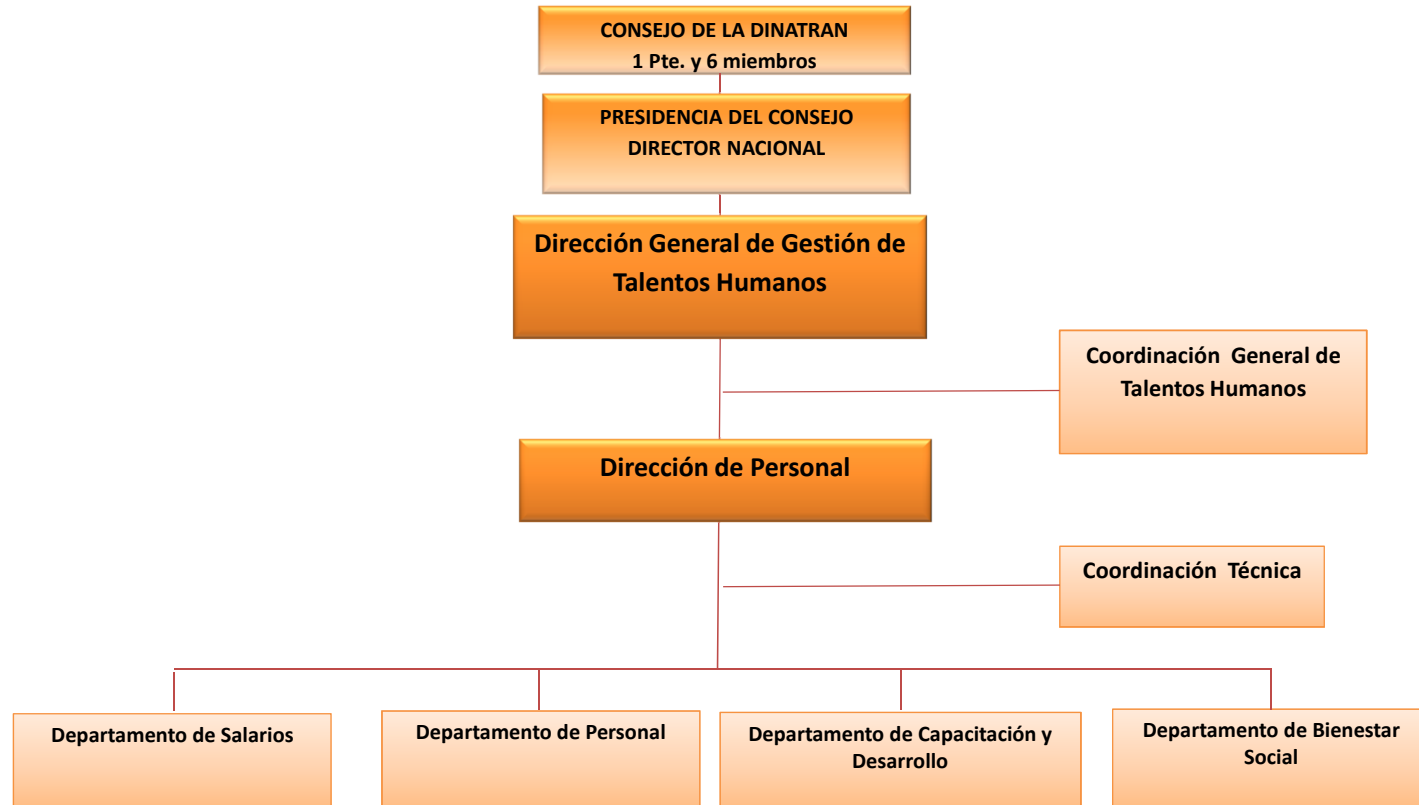 CONSEJO DE LA DINATRAN
1 Pte. y 6 miembros
PRESIDENCIA DEL CONSEJO
DIRECTOR NACIONAL
Dirección General de Gestión de
Talentos Humanos
Coordinación General de
Talentos Humanos
Dirección de Personal
Coordinación Técnica
Departamento de Salarios
Departamento de Personal
Departamento de Capacitación y
Desarrollo
Departamento de Bienestar
Social